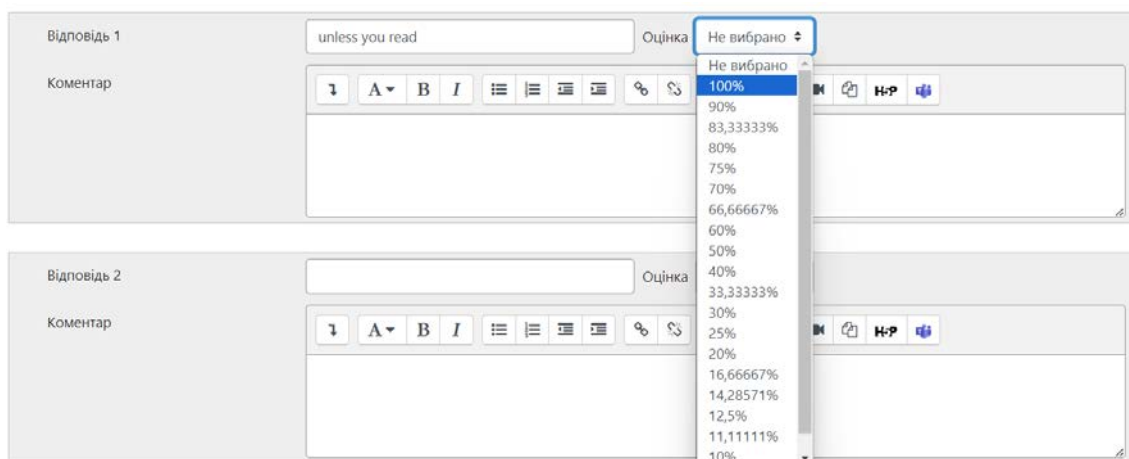 Відповідь 1
unless you read
Оцінка
Не вибрано
Коментар
A B I
H-P
Не вибрано
100%
90%
83,33333%
80%
75%
70%
66,66667%
60%
50%
40%
33,33333%
30%
25%
20%
16,66667%
14,28571%
12,5%
11,11111%
10%
Відповідь 2
Оцінка
Коментар
A B I
H-P